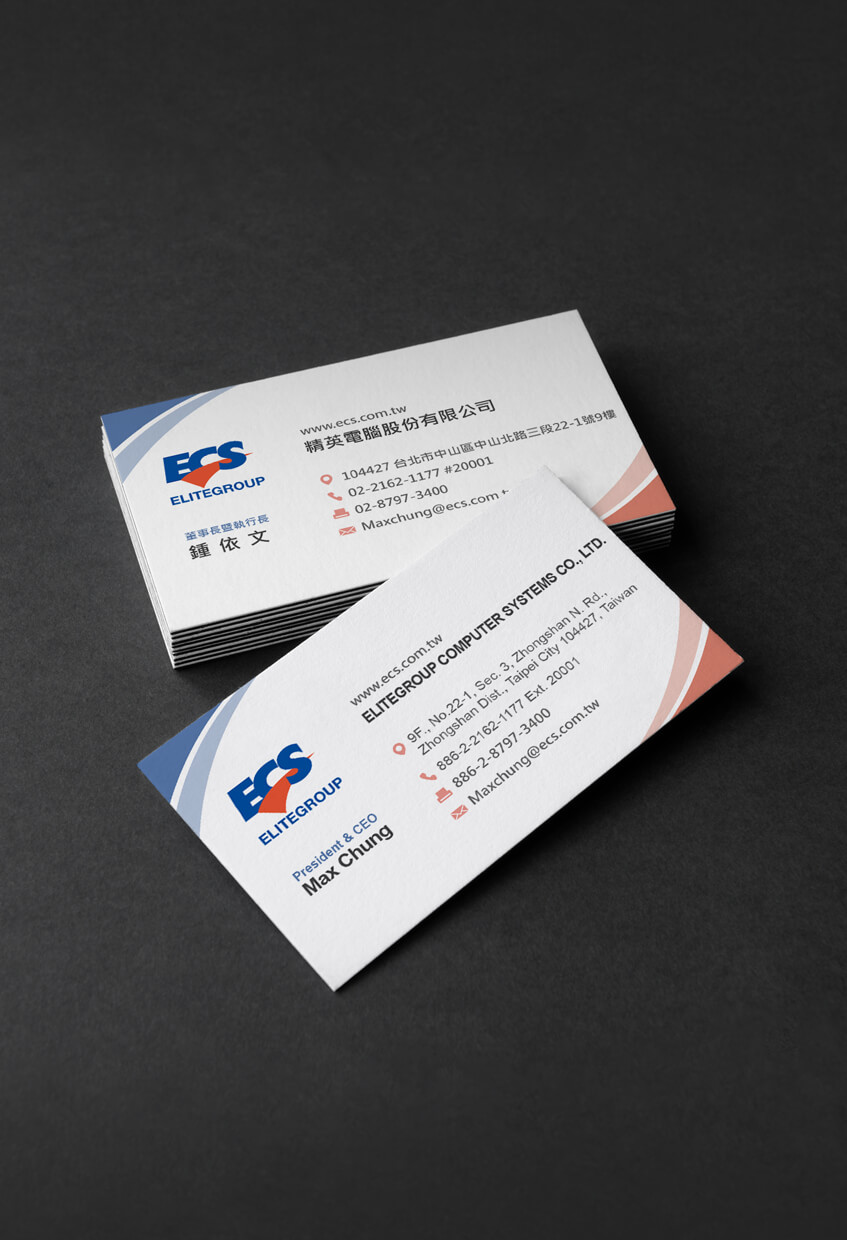 ECS
ELITEGROUP
董事長暨執行長
鍾依文
www.ecs.com.tw
精英電腦股份有限公司
104427 台北市中山區中山北路三段22-1號9樓
02-2162-1177 #20001
02-8797-3400
Maxchung@ecs.com.t
ECS
ELITEGROUP
President & CEO
Max Chung
www.ecs.com.tw
ELITEGROUP COMPUTER SYSTEMS CO., LTD.
9F., No.22-1, Sec. 3, Zhongshan N. Rd.,
Zhongshan Dist., Taipei City 104427, Taiwan
886-2-2162-1177 Ext. 20001
886-2-8797-3400
Maxchung@ecs.com.tw